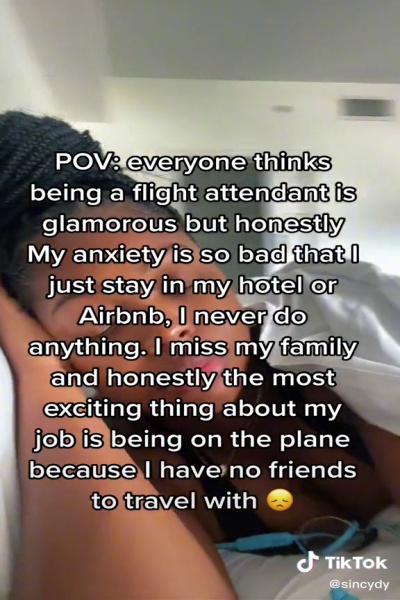 POV: everyone thinks
being a flight attendant is
glamorous but honestly
My anxiety is so bad that I
just stay in my hotel or
Airbnb, I never do
anything. I miss my family
and honestly the most
exciting thing about my
job is being on the plane
because I have no friends
to travel with 😞
TikTok
@sincydy